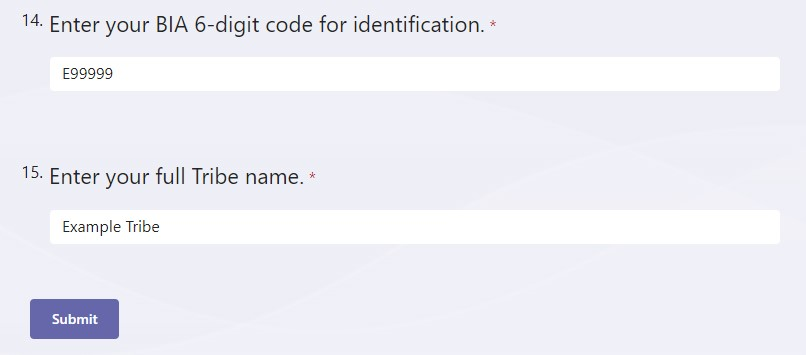 14. Enter your BIA 6-digit code for identification. *
E99999
15. Enter your full Tribe name. *
Example Tribe
Submit